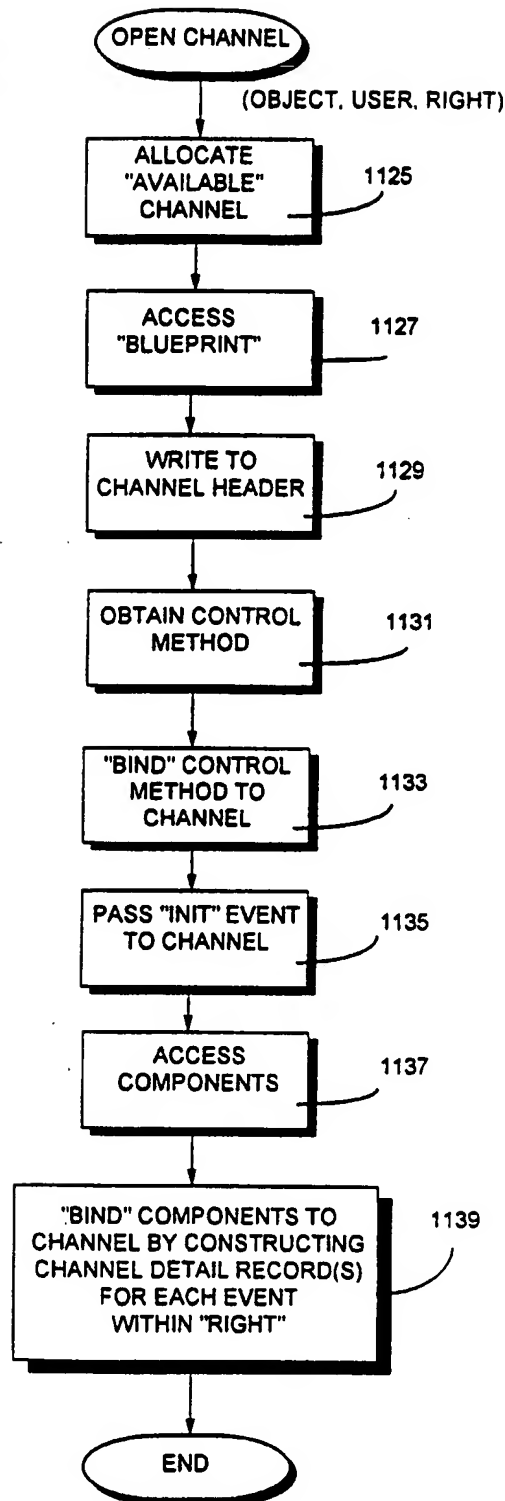 OPEN CHANNEL
(OBJECT, USER, RIGHT)
ALLOCATE
"AVAILABLE"
CHANNEL
1125
ACCESS
"BLUEPRINT"
1127
WRITE TO
CHANNEL HEADER
1129
OBTAIN CONTROL
METHOD
1131
"BIND" CONTROL
METHOD TO
CHANNEL
1133
PASS "INIT" EVENT
TO CHANNEL
1135
ACCESS
COMPONENTS
1137
"BIND" COMPONENTS TO
CHANNEL BY CONSTRUCTING
CHANNEL DETAIL RECORD(S)
FOR EACH EVENT
WITHIN "RIGHT"
1139
END